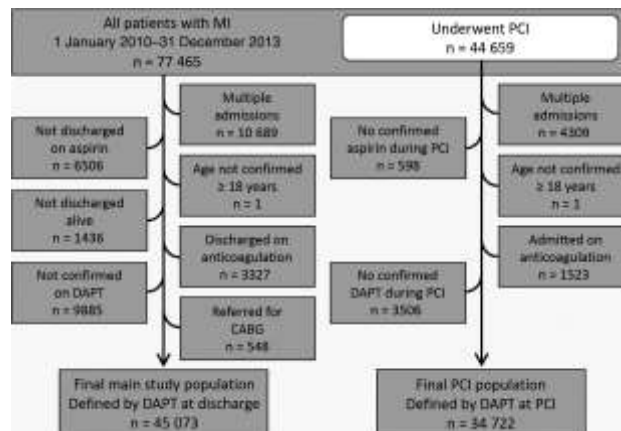 All patients with MI
1 January 2010–31 December 2013
n = 77 465
Underwent PCI
n = 44 659
Multiple
admissions
n = 10 689
Not discharged
on aspirin
n = 6506
Age not confirmed
≥ 18 years
n = 1
Not discharged
alive
n = 1436
Discharged on
anticoagulation
n = 3327
Not confirmed
on DAPT
n = 9885
Referred for
CABG
n = 548
Final main study population
Defined by DAPT at discharge
n = 45 073
Multiple
admissions
n = 4309
No confirmed
aspirin during PCI
n = 598
Age not confirmed
≥ 18 years
n = 1
Admitted on
anticoagulation
n = 1523
No confirmed
DAPT during PCI
n = 3506
Final PCI population
Defined by DAPT at PCI
n = 34 722